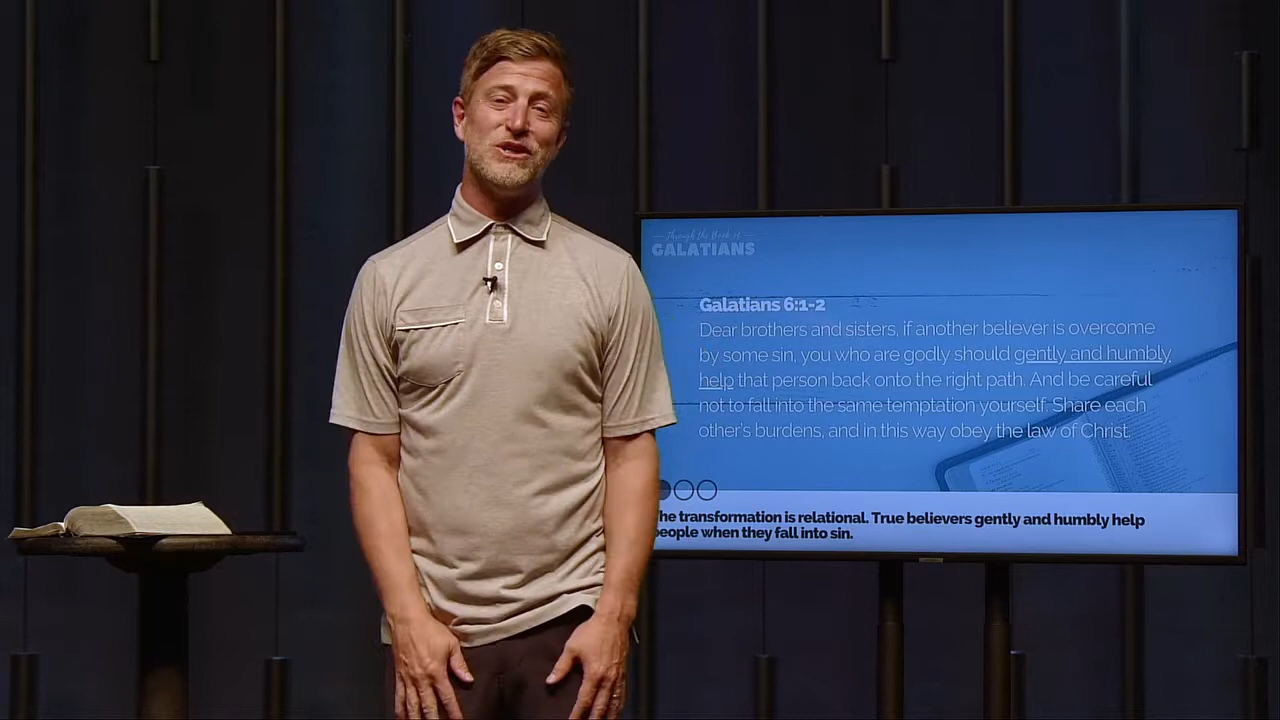 Through the Book of
GALATIANS
Galatians 6:1-2
Dear brothers and sisters, if another believer is overcome
by some sin, you who are godly should gently and humbly
help that person back onto the right path. And be careful
not to fall into the same temptation yourself. Share each
other's burdens, and in this way obey the law of Christ.
he transformation is relational. True believers gently and humbly help
eople when they fall into sin.